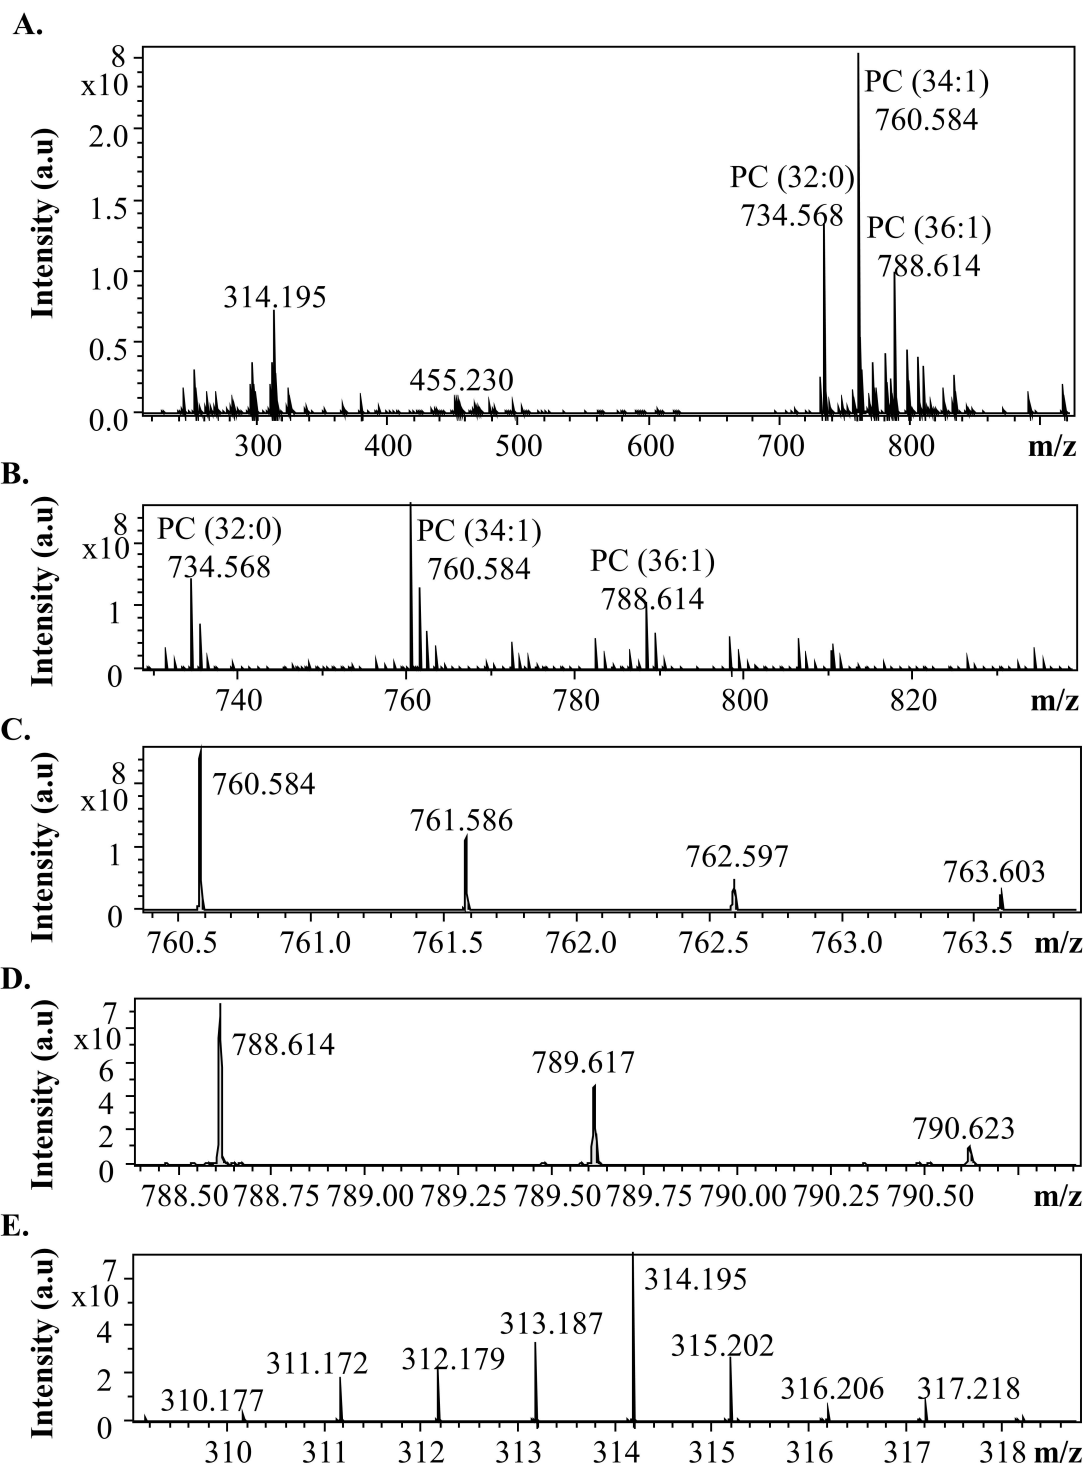 A.
8
x10
2.0
1.5
1.0
0.5
0.0
Intensity (a.u)
PC (34:1)
760.584
PC (32:0)
734.568
PC (36:1)
788.614
314.195
455.230
300 400 500 600 700 800 m/z
B.
8
x10
1
0
Intensity (a.u)
PC (32:0)
734.568
PC (34:1)
760.584
PC (36:1)
788.614
740 760 780 800 820 m/z
C.
8
x10
1
0
Intensity (a.u)
760.584
761.586
762.597
763.603
760.5 761.0 761.5 762.0 762.5 763.0 763.5 m/z
D.
7
x10
6
4
2
0
Intensity (a.u)
788.614
789.617
790.623
788.50 788.75 789.00 789.25 789.50 789.75 790.00 790.25 790.50 m/z
E.
7
x10
4
2
0
Intensity (a.u)
310.177
311.172
312.179
313.187
314.195
315.202
316.206
317.218
310 311 312 313 314 315 316 317 318 m/z